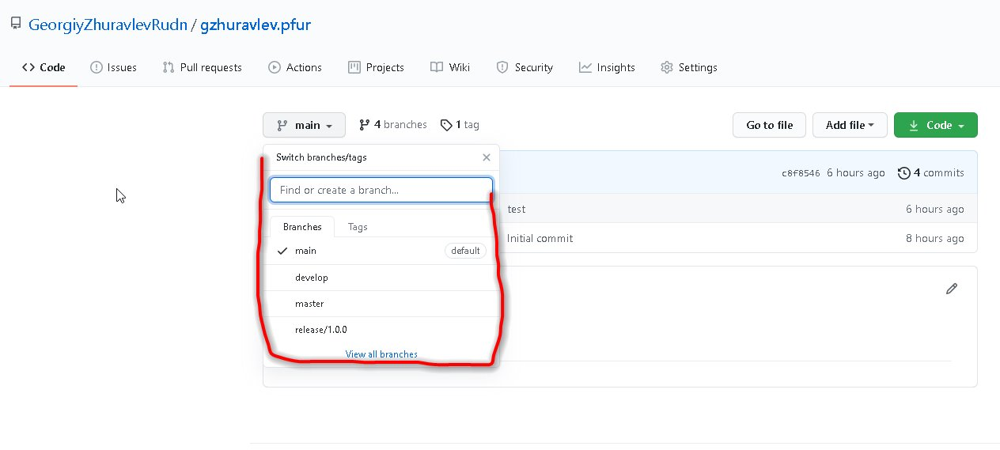 GeorgiyZhuravlevRudn / gzhuravlev.pfur
Code Issues Pull requests Actions Projects Wiki Security Insights Settings
main 4 branches 1 tag Go to file Add file Code
Switch branches/tags
c8f8546 6 hours ago 4 commits
Find or create a branch...
test 6 hours ago
Branches Tags
Initial commit 8 hours ago
main default
develop
master
release/1.0.0
View all branches